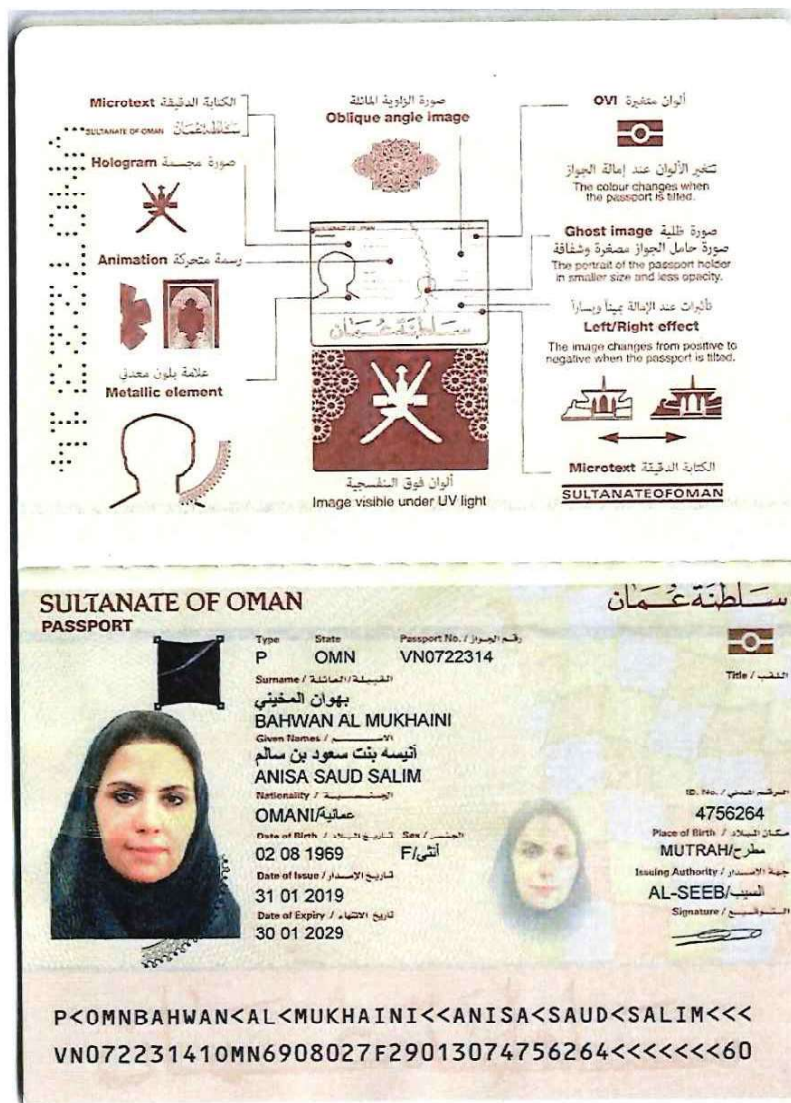 Microtext الكتابة الدقيقة
SULTANATE OF OMAN سلطنة عمان
Hologram صورة مجسمة
Animation رسمة متحركة
علامة بلون معدني
Metallic element
صورة الزاوية المائلة
Oblique angle image
SULTANATE OF OMAN
سلطنة عمان
ألوان فوق البنفسجية
Image visible under UV light
OVI ألوان متغيرة
تتغير الألوان عند إمالة الجواز
The colour changes when
the passport is tilted.
Ghost image صورة ظلية
صورة حامل الجواز مصغرة وشفافة
The portrait of the passport holder
in smaller size and less opacity.
تأثيرات عند الإمالة يميناً ويساراً
Left/Right effect
The image changes from positive to
negative when the passport is tilted.
Microtext الكتابة الدقيقة
SULTANATEOFOMAN
SULTANATE OF OMAN سلطنة عمان
PASSPORT
Type State Passport No. / رقم الجواز
P OMN VN0722314
Title / اللقب
Surname / القبيلة/العائلة
بهوان المخيني
BAHWAN AL MUKHAINI
Given Names / الاسم
أنيسه بنت سعود بن سالم
ANISA SAUD SALIM
Nationality / الجنسية ID. No. / الرقم المدني
OMANI/عمانية 4756264
Date of Birth / تاريخ الميلاد Sex / الجنس Place of Birth / مكان الميلاد
02 08 1969 F/أنثى MUTRAH/مطرح
Date of Issue / تاريخ الإصدار Issuing Authority / جهة الإصدار
31 01 2019 AL-SEEB/السيب
Date of Expiry / تاريخ الانتهاء Signature / التوقيع
30 01 2029
P<OMNBAHWAN<AL<MUKHAINI<<ANISA<SAUD<SALIM<<<
VN07223141OMN6908027F29013074756264<<<<<<<60